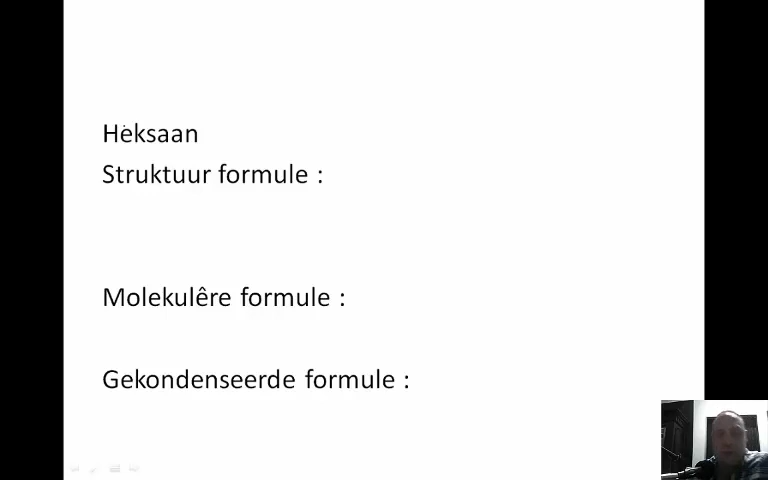 Heksaan
Struktuur formule :
Molekulêre formule :
Gekondenseerde formule :